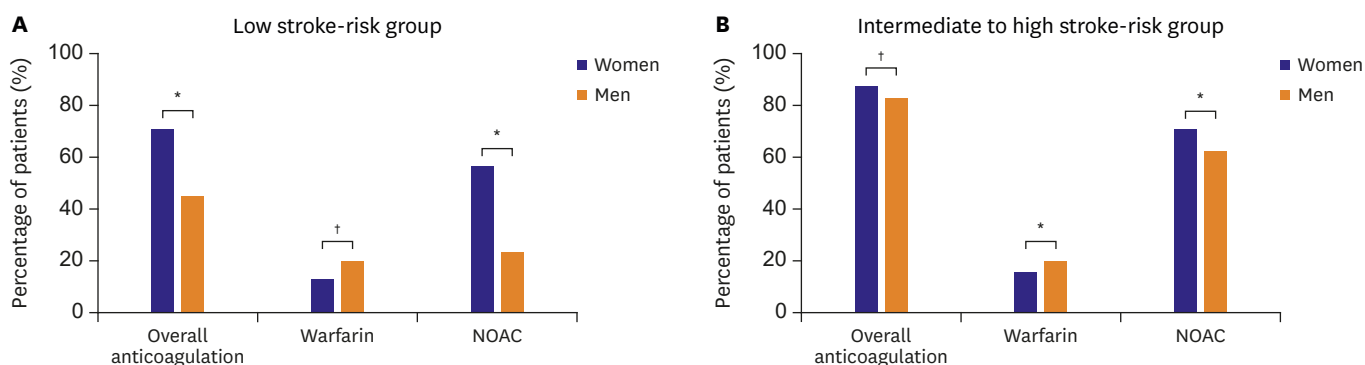 A
Low stroke-risk group
Percentage of patients (%)
100
80
60
40
20
0
*
†
*
Overall
anticoagulation
Warfarin
NOAC
Women
Men
B
Intermediate to high stroke-risk group
Percentage of patients (%)
100
80
60
40
20
0
†
*
*
Overall
anticoagulation
Warfarin
NOAC
Women
Men